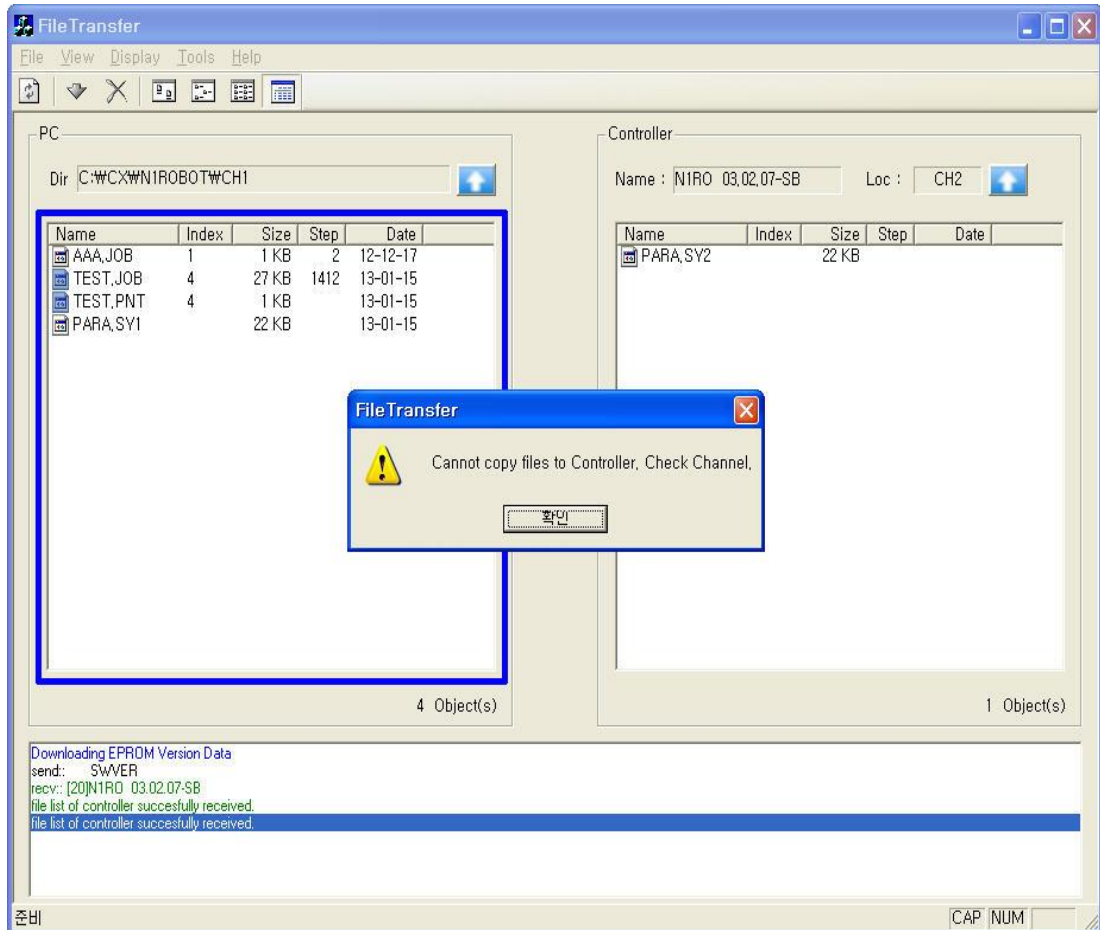 FileTransfer
File View Display Tools Help
PC
Dir C:₩CX₩N1ROBOT₩CH1
Name Index Size Step Date
AAA.JOB 1 1 KB 2 12-12-17
TEST.JOB 4 27 KB 1412 13-01-15
TEST.PNT 4 1 KB 13-01-15
PARA.SY1 22 KB 13-01-15
4 Object(s)
Controller
Name : N1RO 03.02.07-SB Loc : CH2
Name Index Size Step Date
PARA.SY2 22 KB
1 Object(s)
FileTransfer
Cannot copy files to Controller, Check Channel.
확인
Downloading EPROM Version Data
send:: SWVER
recv:: [20]N1RO 03.02.07-SB
file list of controller succesfully received.
file list of controller succesfully received.
준비 CAP NUM